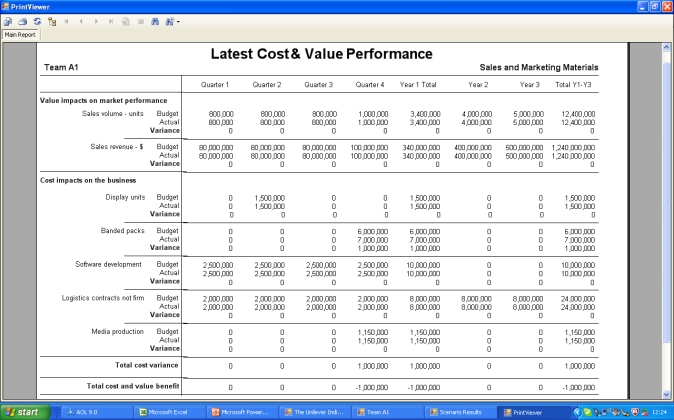 PrintViewer
Main Report
Latest Cost & Value Performance
Team A1 Sales and Marketing Materials
Quarter 1 Quarter 2 Quarter 3 Quarter 4 Year 1 Total Year 2 Year 3 Total Y1-Y3
Value impacts on market performance
Sales volume - units Budget 800,000 800,000 800,000 1,000,000 3,400,000 4,000,000 5,000,000 12,400,000
Actual 800,000 800,000 800,000 1,000,000 3,400,000 4,000,000 5,000,000 12,400,000
Variance 0 0 0 0 0 0 0 0
Sales revenue - $ Budget 80,000,000 80,000,000 80,000,000 100,000,000 340,000,000 400,000,000 500,000,000 1,240,000,000
Actual 80,000,000 80,000,000 80,000,000 100,000,000 340,000,000 400,000,000 500,000,000 1,240,000,000
Variance 0 0 0 0 0 0 0 0
Cost impacts on the business
Display units Budget 0 1,500,000 0 0 1,500,000 0 0 1,500,000
Actual 0 1,500,000 0 0 1,500,000 0 0 1,500,000
Variance 0 0 0 0 0 0 0 0
Banded packs Budget 0 0 0 6,000,000 6,000,000 0 0 6,000,000
Actual 0 0 0 7,000,000 7,000,000 0 0 7,000,000
Variance 0 0 0 1,000,000 1,000,000 0 0 1,000,000
Software development Budget 2,500,000 2,500,000 2,500,000 2,500,000 10,000,000 0 0 10,000,000
Actual 2,500,000 2,500,000 2,500,000 2,500,000 10,000,000 0 0 10,000,000
Variance 0 0 0 0 0 0 0 0
Logistics contracts not firm Budget 2,000,000 2,000,000 2,000,000 2,000,000 8,000,000 8,000,000 8,000,000 24,000,000
Actual 2,000,000 2,000,000 2,000,000 2,000,000 8,000,000 8,000,000 8,000,000 24,000,000
Variance 0 0 0 0 0 0 0 0
Media production Budget 0 0 0 1,150,000 1,150,000 0 0 1,150,000
Actual 0 0 0 1,150,000 1,150,000 0 0 1,150,000
Variance 0 0 0 0 0 0 0 0
Total cost variance 0 0 0 1,000,000 1,000,000 0 0 1,000,000
Total cost and value benefit 0 0 0 -1,000,000 -1,000,000 0 0 -1,000,000
start AOL 9.0 Microsoft Excel Microsoft Power... The Unilever Indi... Team A1 Scenario Results PrintViewer 12:24